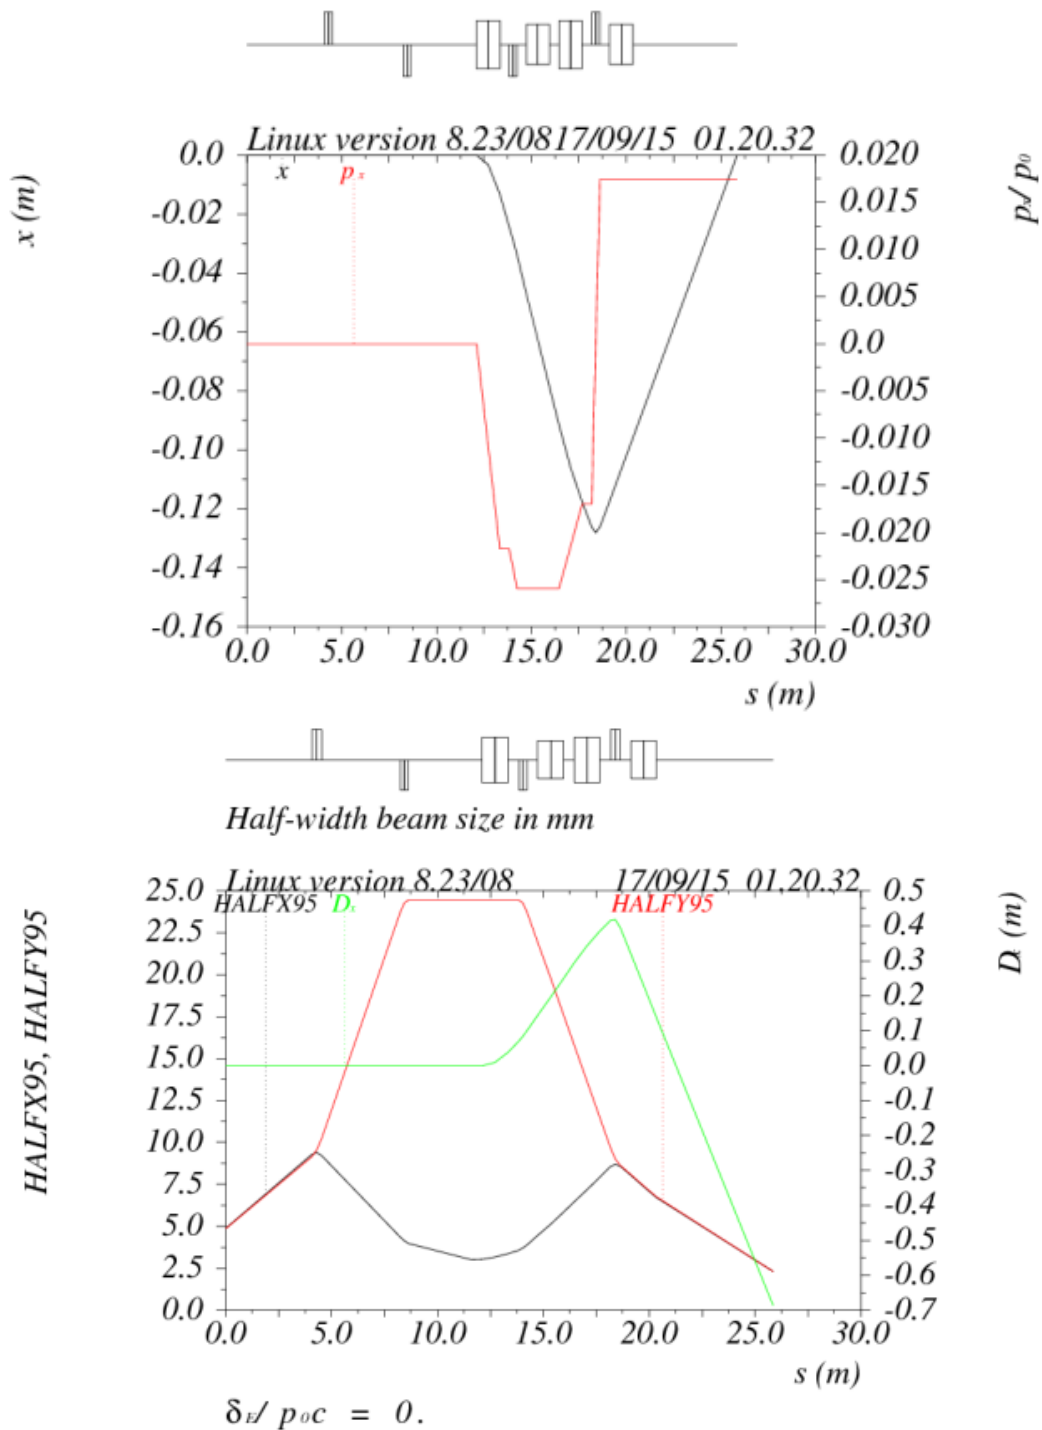 Linux version 8.23/08 17/09/15 01.20.32
0.0 x pₓ 0.020
-0.02 0.015
-0.04 0.010
0.005
-0.06 0.0
-0.08 -0.005
-0.10 -0.010
-0.015
-0.12 -0.020
-0.14 -0.025
-0.16 -0.030
x (m)
pₓ/ p₀
0.0 5.0 10.0 15.0 20.0 25.0 30.0
s (m)
Half-width beam size in mm
Linux version 8.23/08 17/09/15 01.20.32
25.0 0.5
HALFX95 Dₓ HALFY95
22.5 0.4
20.0 0.3
0.2
17.5 0.1
15.0 0.0
12.5 -0.1
10.0 -0.2
-0.3
7.5 -0.4
5.0 -0.5
2.5 -0.6
0.0 -0.7
HALFX95, HALFY95
Dₓ (m)
0.0 5.0 10.0 15.0 20.0 25.0 30.0
s (m)
δE/ p₀c = 0.